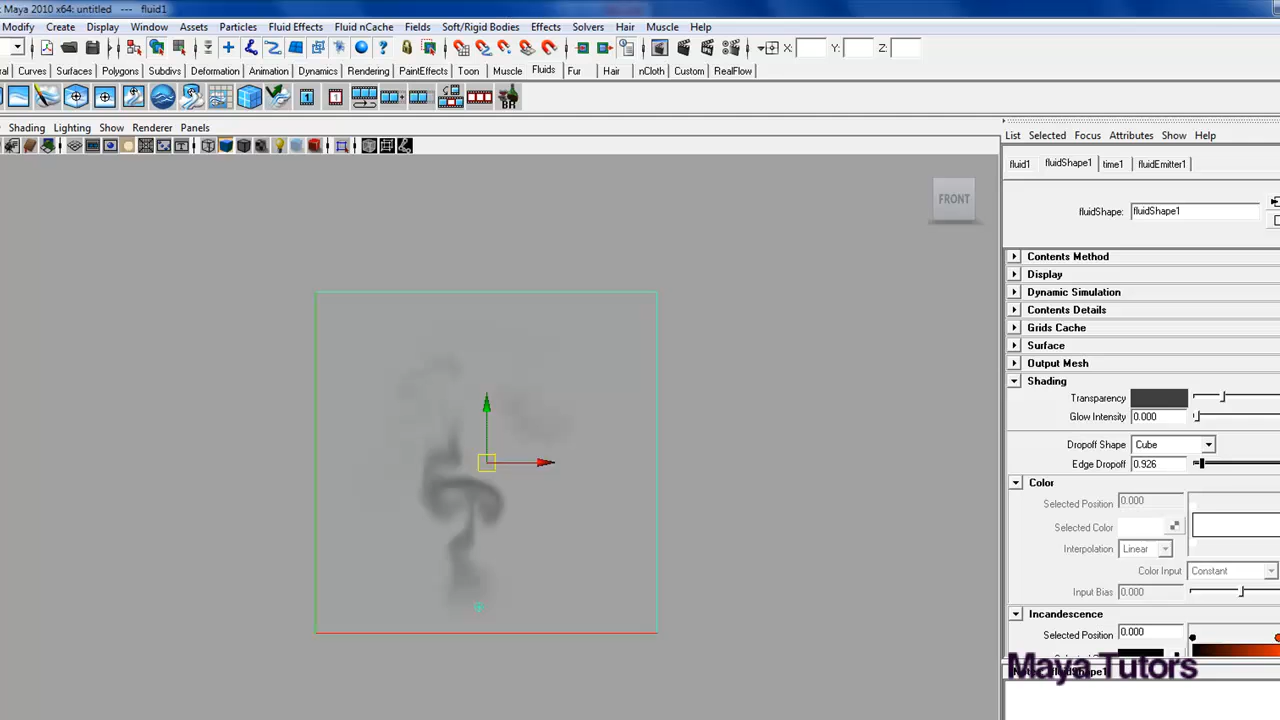 Maya 2010 x64: untitled --- fluid1
Modify Create Display Window Assets Particles Fluid Effects Fluid nCache Fields Soft/Rigid Bodies Effects Solvers Hair Muscle Help
X: Y: Z:
Curves Surfaces Polygons Subdivs Deformation Animation Dynamics Rendering PaintEffects Toon Muscle Fluids Fur Hair nCloth Custom RealFlow
Shading Lighting Show Renderer Panels
List Selected Focus Attributes Show Help
fluid1 fluidShape1 time1 fluidEmitter1
FRONT
fluidShape: fluidShape1
Contents Method
Display
Dynamic Simulation
Contents Details
Grids Cache
Surface
Output Mesh
Shading
Transparency
Glow Intensity 0.000
Dropoff Shape Cube
Edge Dropoff 0.926
Color
Selected Position 0.000
Selected Color
Interpolation Linear
Color Input Constant
Input Bias 0.000
Incandescence
Selected Position 0.000
Maya Tutors